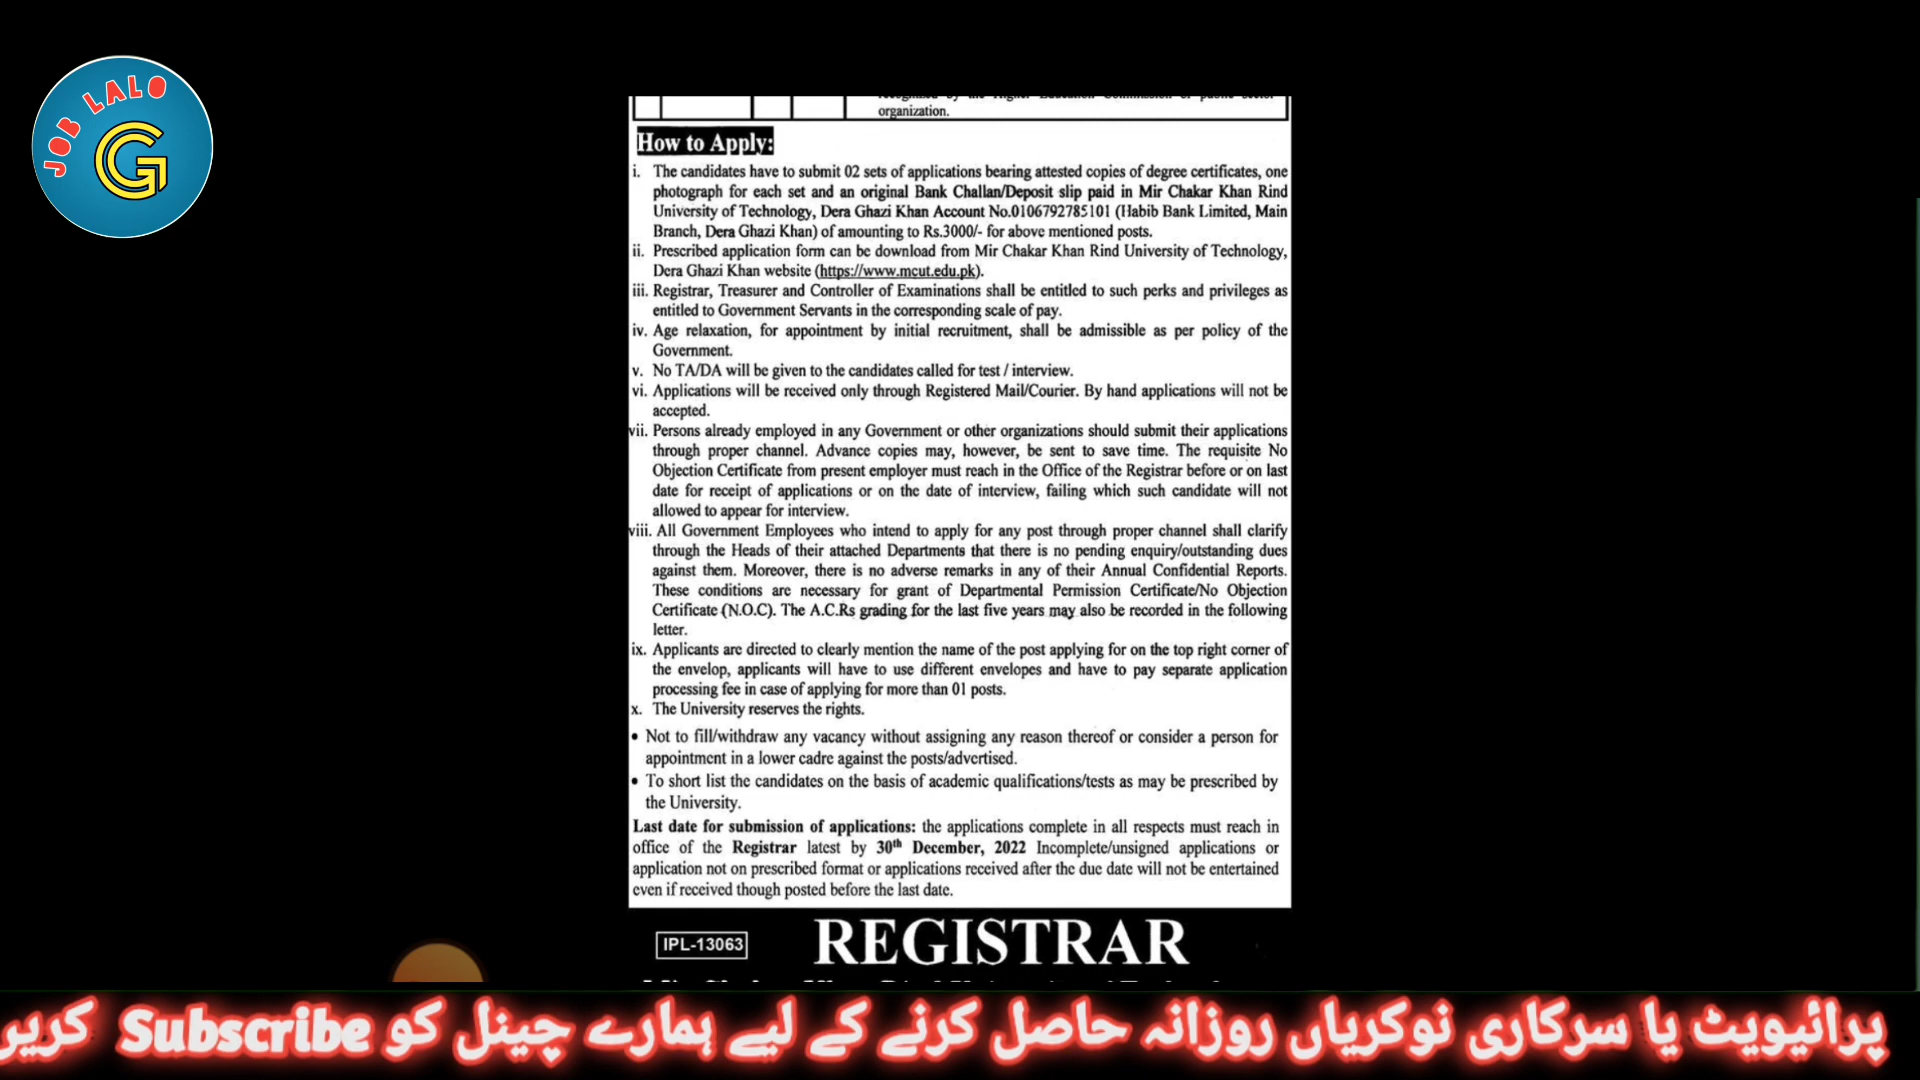 JOB LALO
G
organization.
How to Apply:
i. The candidates have to submit 02 sets of applications bearing attested copies of degree certificates, one
photograph for each set and an original Bank Challan/Deposit slip paid in Mir Chakar Khan Rind
University of Technology, Dera Ghazi Khan Account No.0106792785101 (Habib Bank Limited, Main
Branch, Dera Ghazi Khan) of amounting to Rs.3000/- for above mentioned posts.
ii. Prescribed application form can be download from Mir Chakar Khan Rind University of Technology,
Dera Ghazi Khan website (https://www.mcut.edu.pk).
iii. Registrar, Treasurer and Controller of Examinations shall be entitled to such perks and privileges as
entitled to Government Servants in the corresponding scale of pay.
iv. Age relaxation, for appointment by initial recruitment, shall be admissible as per policy of the
Government.
v. No TA/DA will be given to the candidates called for test / interview.
vi. Applications will be received only through Registered Mail/Courier. By hand applications will not be
accepted.
vii. Persons already employed in any Government or other organizations should submit their applications
through proper channel. Advance copies may, however, be sent to save time. The requisite No
Objection Certificate from present employer must reach in the Office of the Registrar before or on last
date for receipt of applications or on the date of interview, failing which such candidate will not
allowed to appear for interview.
viii. All Government Employees who intend to apply for any post through proper channel shall clarify
through the Heads of their attached Departments that there is no pending enquiry/outstanding dues
against them. Moreover, there is no adverse remarks in any of their Annual Confidential Reports.
These conditions are necessary for grant of Departmental Permission Certificate/No Objection
Certificate (N.O.C). The A.C.Rs grading for the last five years may also be recorded in the following
letter.
ix. Applicants are directed to clearly mention the name of the post applying for on the top right corner of
the envelop, applicants will have to use different envelopes and have to pay separate application
processing fee in case of applying for more than 01 posts.
x. The University reserves the rights.
• Not to fill/withdraw any vacancy without assigning any reason thereof or consider a person for
appointment in a lower cadre against the posts/advertised.
• To short list the candidates on the basis of academic qualifications/tests as may be prescribed by
the University.
Last date for submission of applications: the applications complete in all respects must reach in
office of the Registrar latest by 30th December, 2022 Incomplete/unsigned applications or
application not on prescribed format or applications received after the due date will not be entertained
even if received though posted before the last date.
IPL-13063
REGISTRAR
پرائیویٹ یا سرکاری نوکریاں روزانہ حاصل کرنے کے لیے ہمارے چینل کو Subscribe کریں